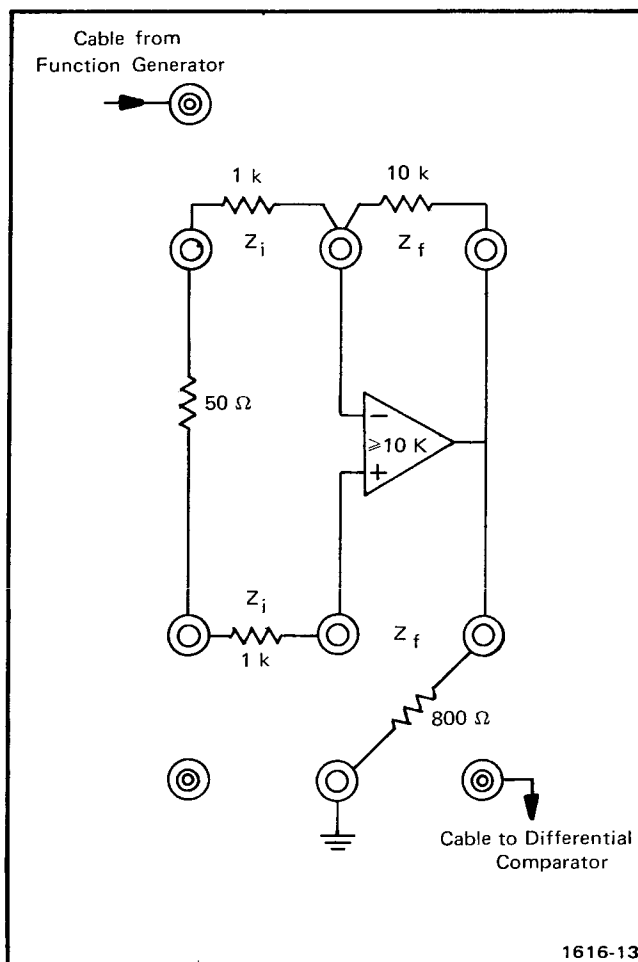 Cable from
Function Generator
1 k
10 k
Z i
Z f
50 Ω
−
≥10 K
+
Z i
1 k
Z f
800 Ω
Cable to Differential
Comparator
1616-13